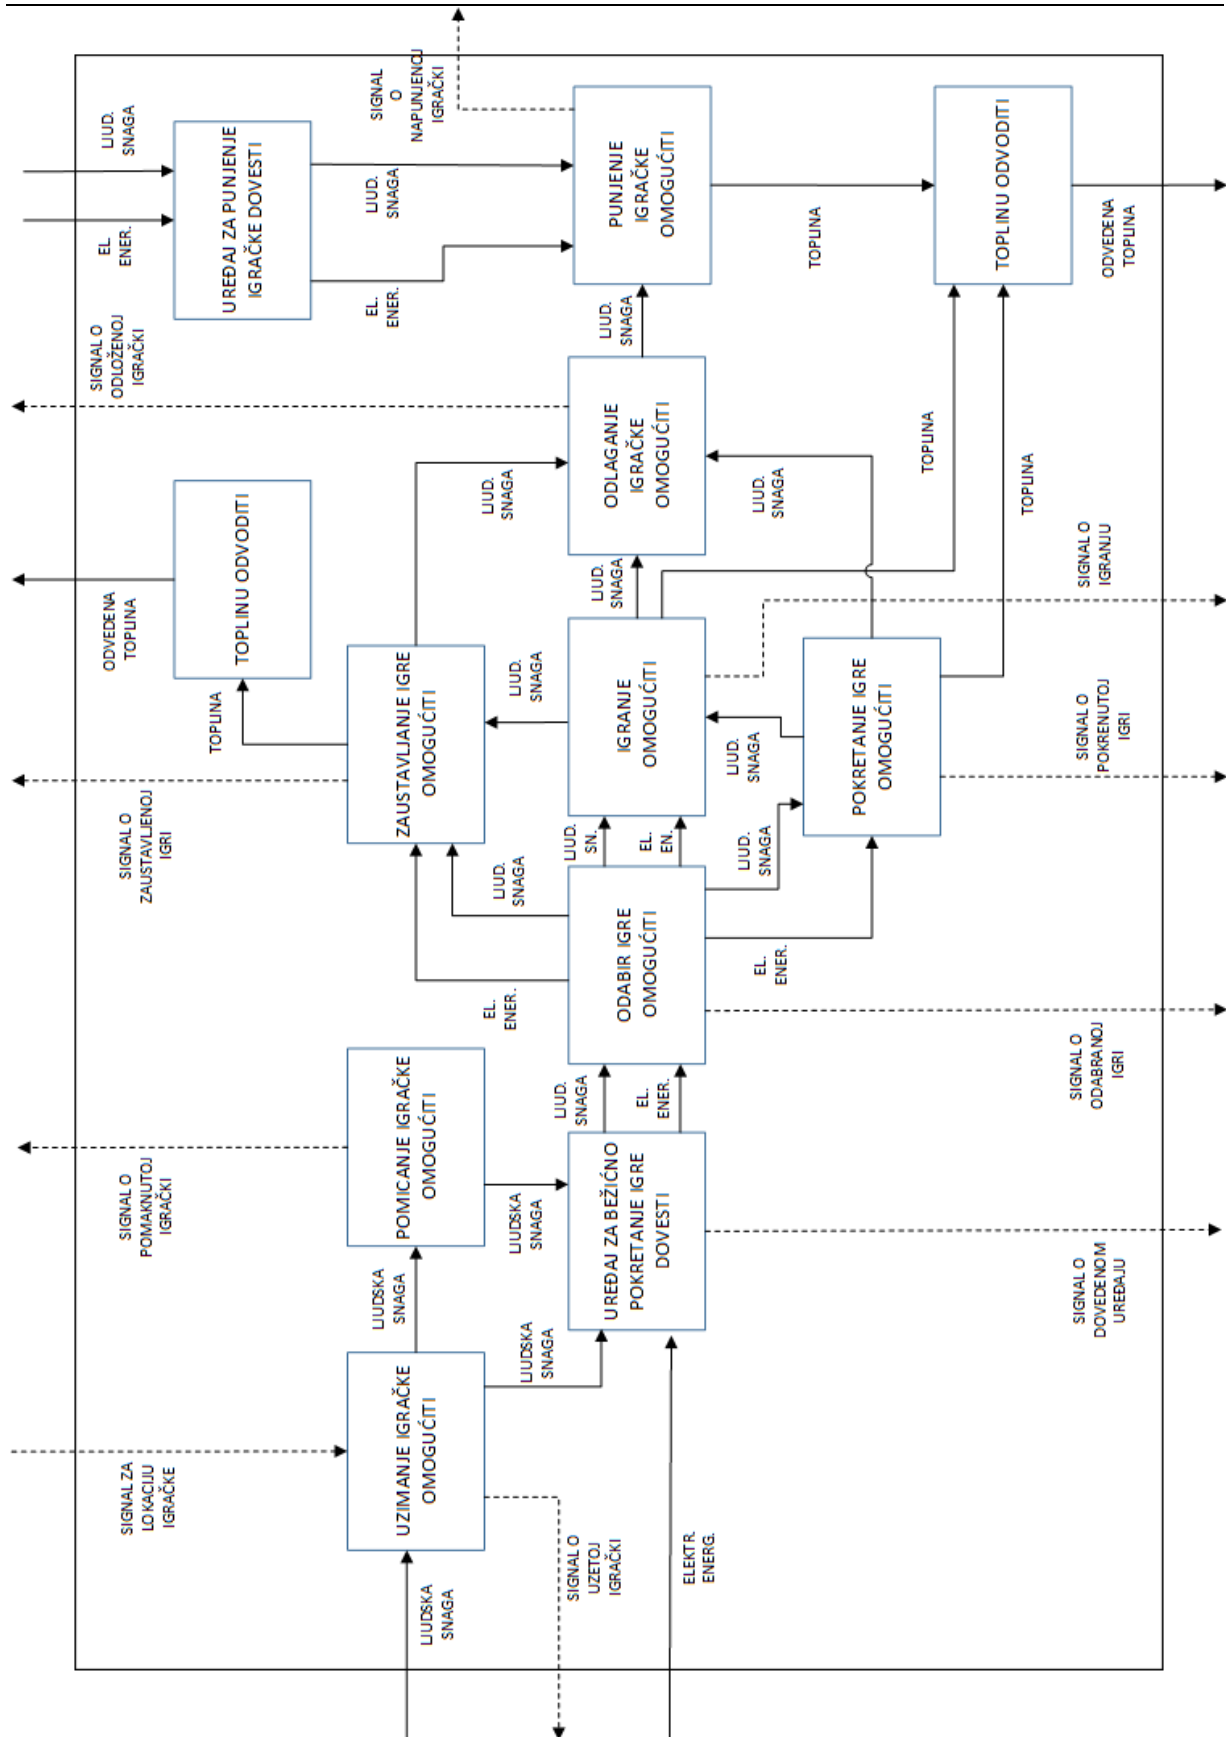 SIGNAL ZA
LOKACIJU
IGRAČKE
SIGNAL O
POMAKNUTOJ
IGRAČKI
SIGNAL O
ZAUSTAVLJENOJ
IGRI
ODVEDENA
TOPLINA
SIGNAL O
ODLOŽENOJ
IGRAČKI
EL.
ENER.
LJUD.
SNAGA
TOPLINA
TOPLINU ODVODITI
UREĐAJ ZA PUNJENJE
IGRAČKE DOVESTI
LJUDSKA
SNAGA
UZIMANJE IGRAČKE
OMOGUĆITI
LJUDSKA
SNAGA
POMICANJE IGRAČKE
OMOGUĆITI
ZAUSTAVLJANJE IGRE
OMOGUĆITI
EL.
ENER.
LJUD.
SNAGA
SIGNAL
O
NAPUNJENOJ
IGRAČKI
LJUDSKA
SNAGA
LJUDSKA
SNAGA
EL.
ENER.
LJUD.
SNAGA
LJUD.
SNAGA
LJUD.
SNAGA
SIGNAL O
UZETOJ
IGRAČKI
UREĐAJ ZA BEŽIĆNO
POKRETANJE IGRE
DOVESTI
LJUD.
SNAGA
EL.
ENER.
ODABIR IGRE
OMOGUĆITI
LJUD.
SN.
EL.
EN.
IGRANJE
OMOGUĆITI
LJUD.
SNAGA
ODLAGANJE
IGRAČKE
OMOGUĆITI
LJUD.
SNAGA
PUNJENJE
IGRAČKE
OMOGUĆITI
ELEKTR.
ENERG.
EL.
ENER.
LJUD.
SNAGA
LJUD.
SNAGA
LJUD.
SNAGA
TOPLINA
POKRETANJE IGRE
OMOGUĆITI
TOPLINA
TOPLINA
TOPLINU ODVODITI
SIGNAL O
DOVEDENOM
UREĐAJU
SIGNAL O
ODABRANOJ
IGRI
SIGNAL O
POKRENUTOJ
IGRI
SIGNAL O
IGRANJU
ODVEDENA
TOPLINA